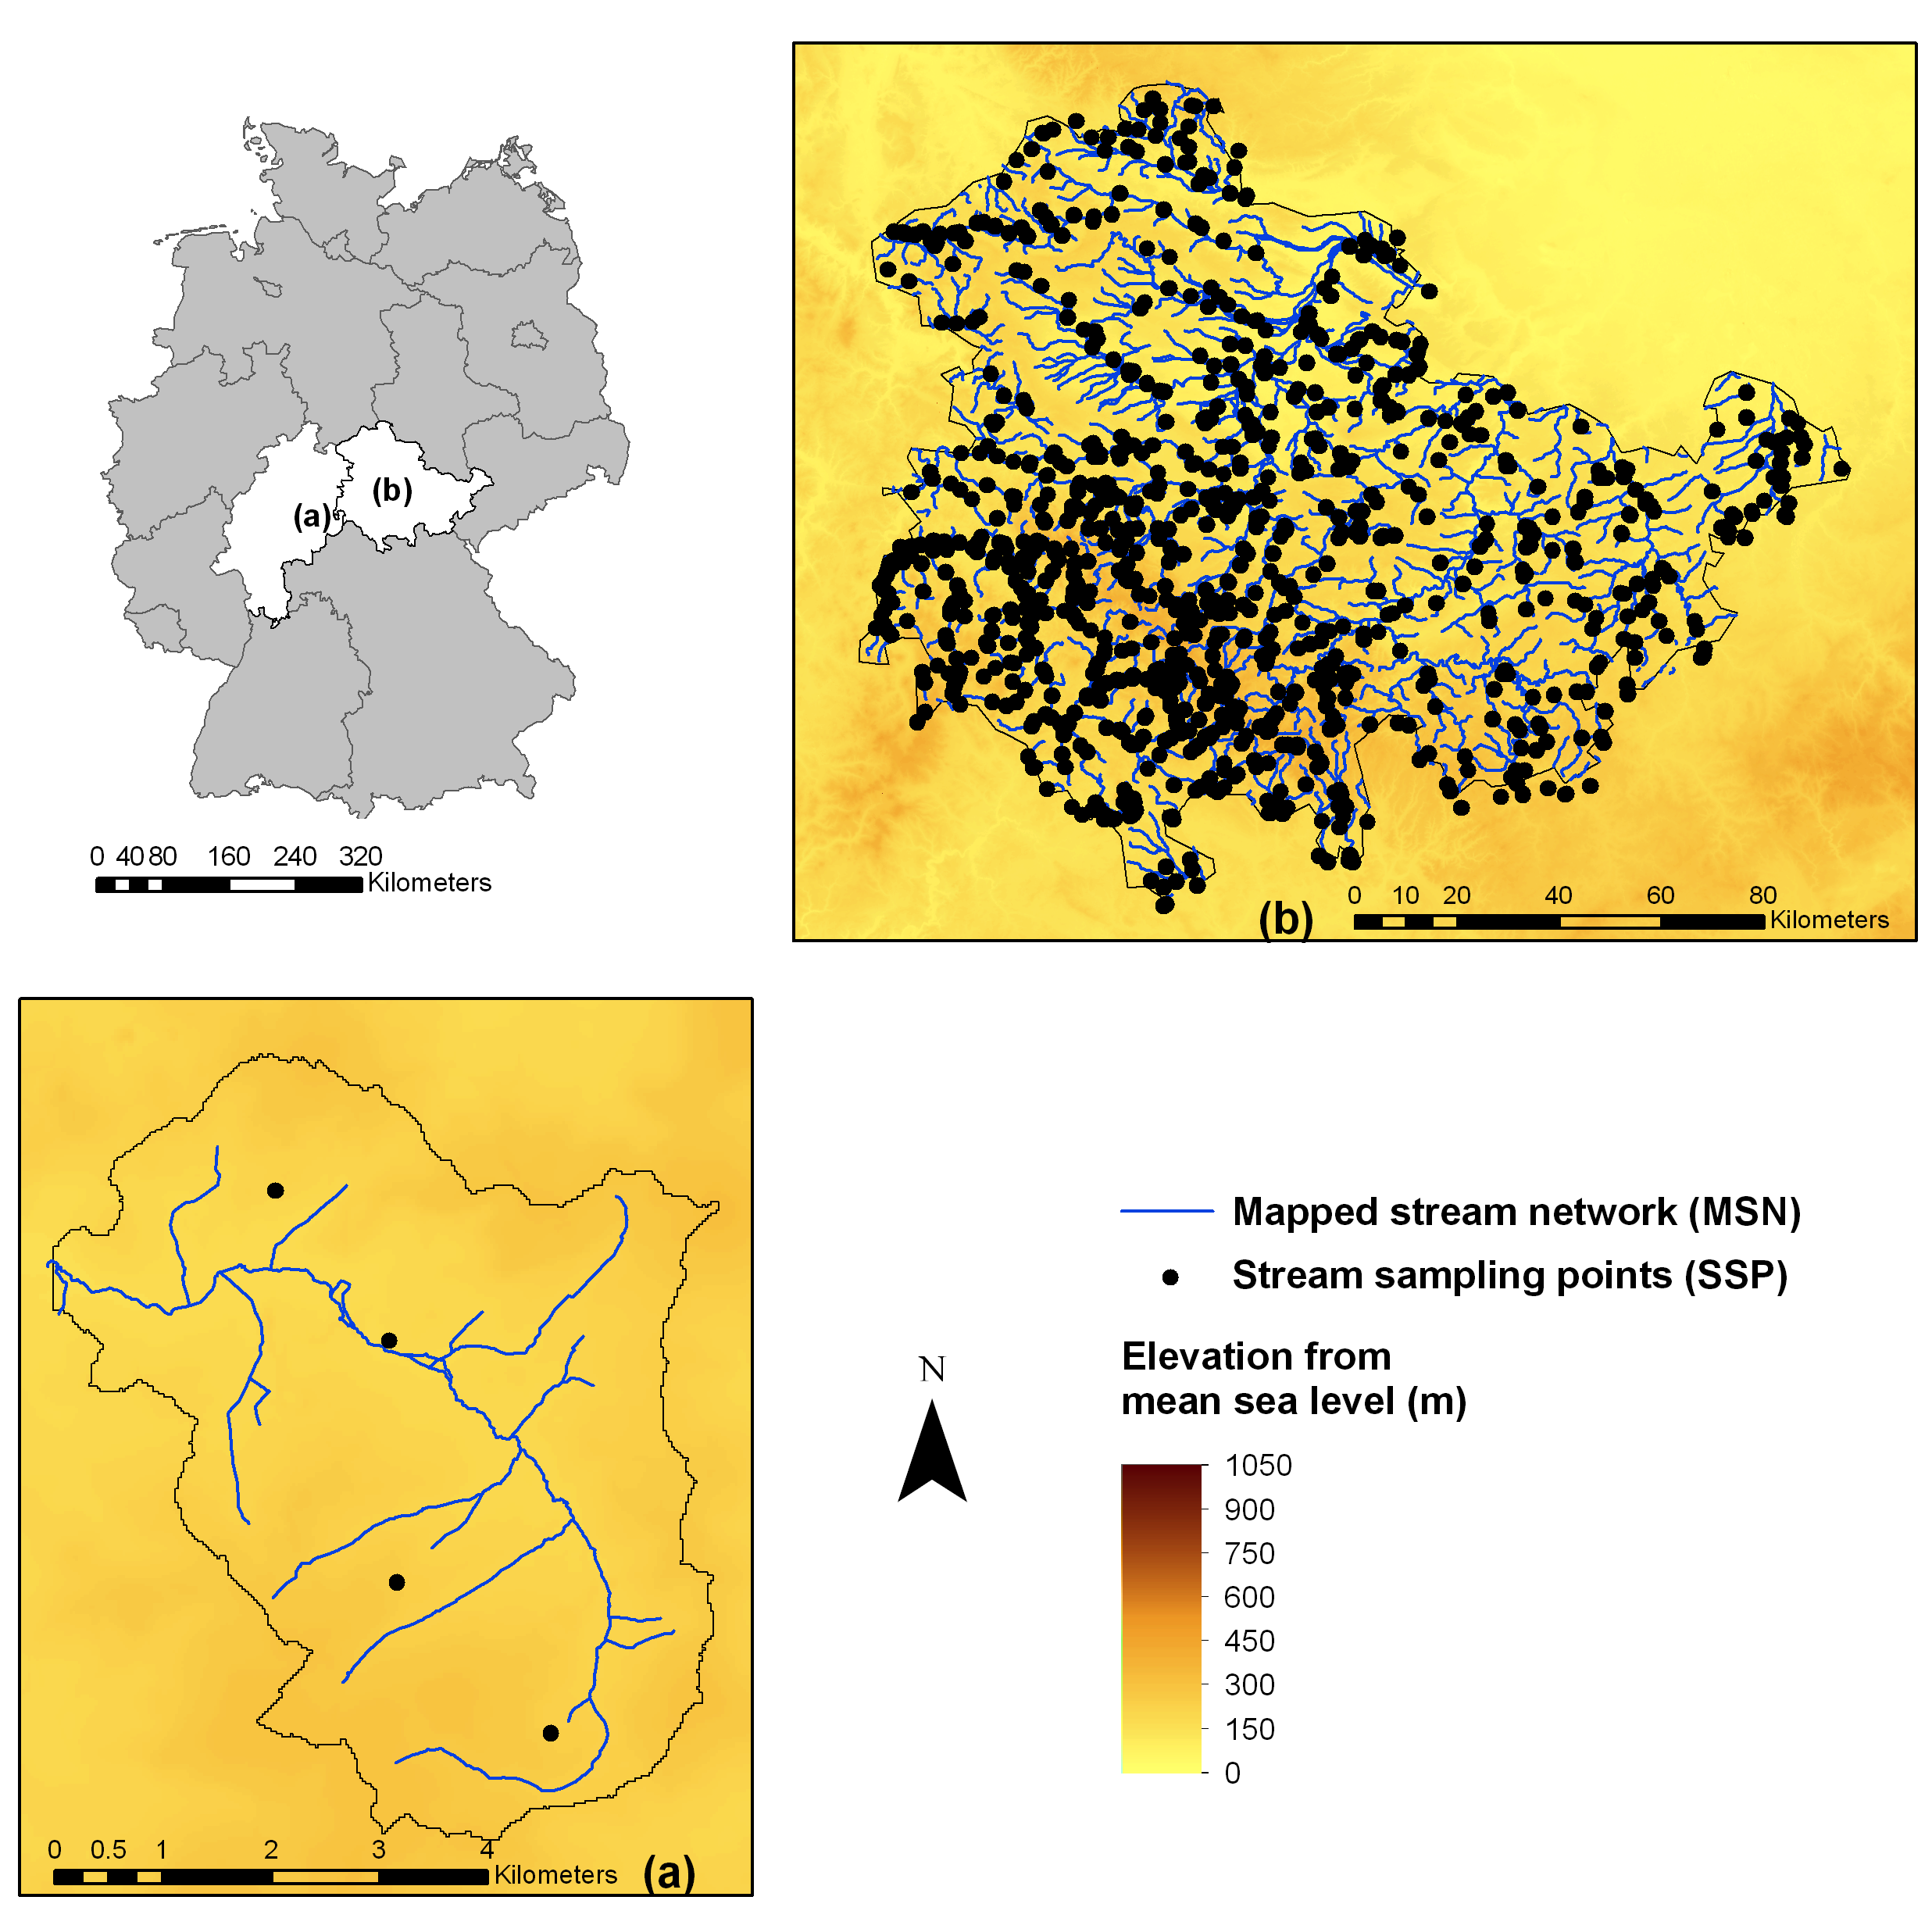 (a)
(b)
0 40 80 160 240 320
Kilometers
(b)
0 10 20 40 60 80
Kilometers
0 0.5 1 2 3 4
Kilometers
(a)
N
Mapped stream network (MSN)
Stream sampling points (SSP)
Elevation from
mean sea level (m)
1050
900
750
600
450
300
150
0